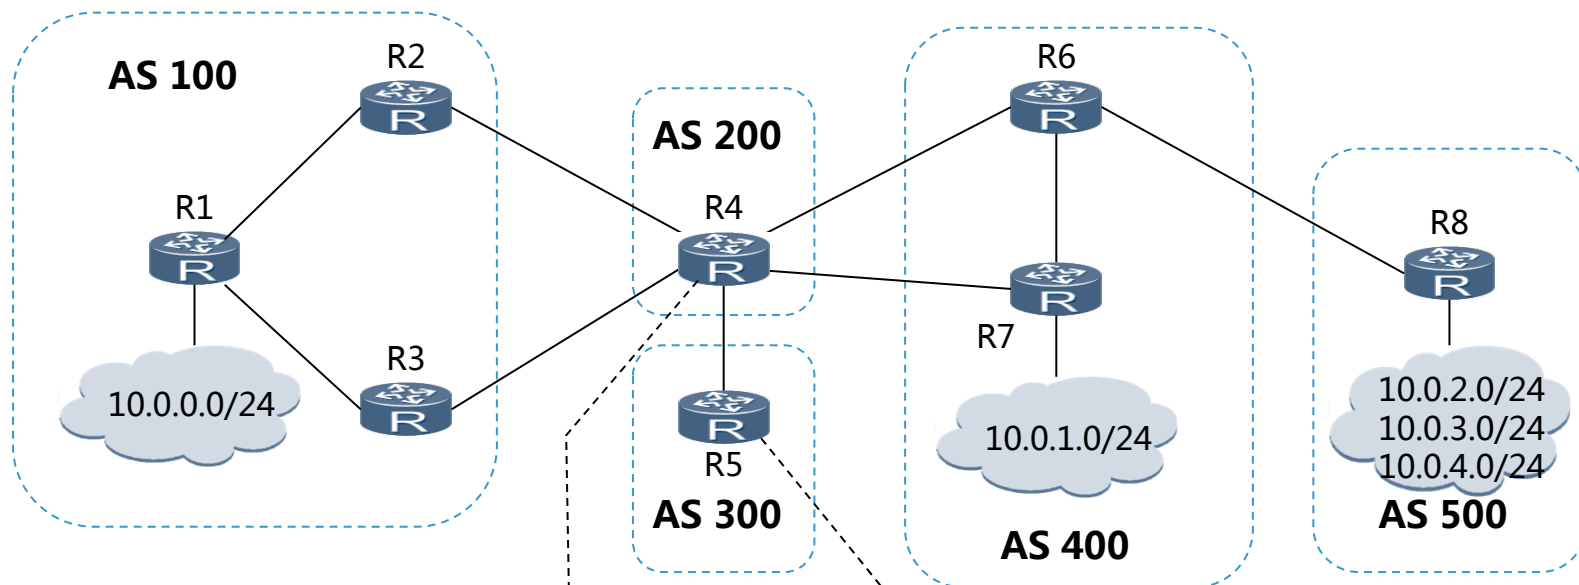 AS 100
R2
R
R1
R
10.0.0.0/24
R3
R
AS 200
R4
R
R
R5
AS 300
R6
R
R
R7
10.0.1.0/24
AS 400
R8
R
10.0.2.0/24
10.0.3.0/24
10.0.4.0/24
AS 500